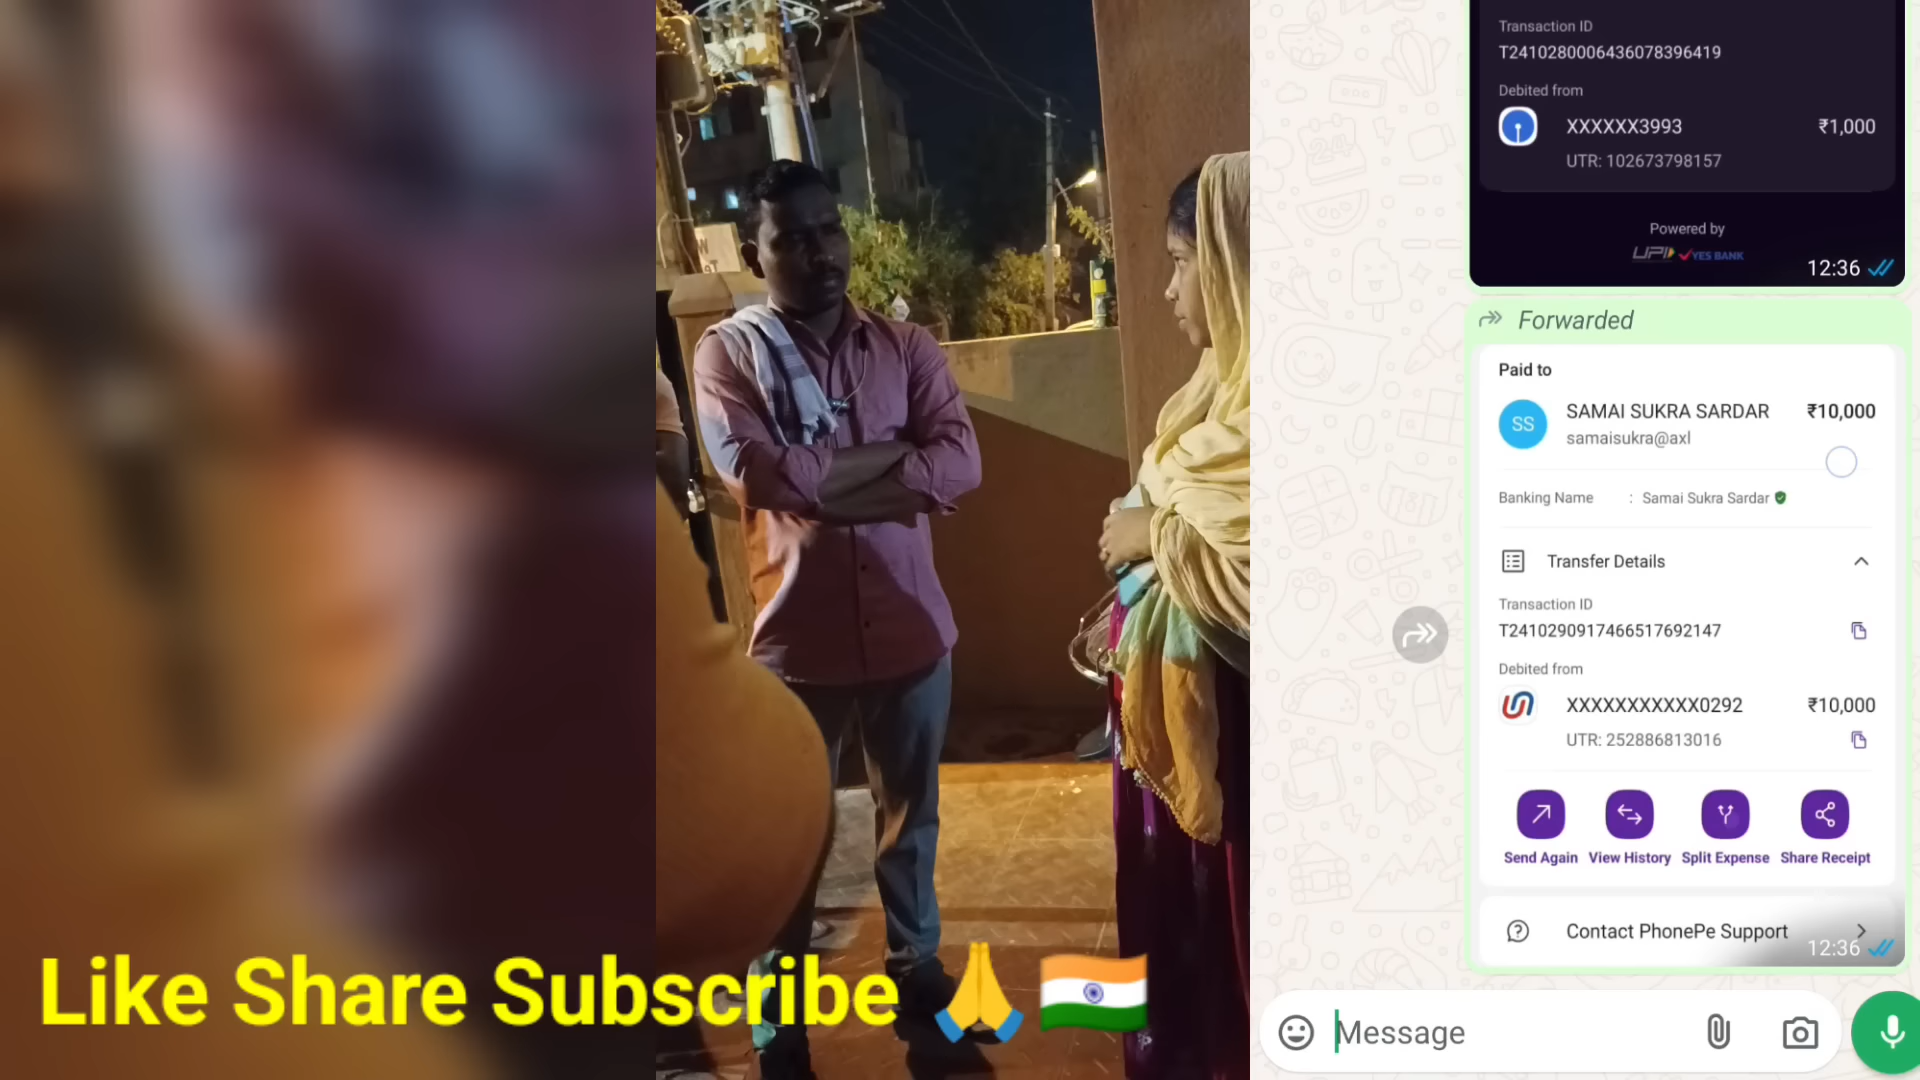 Transaction ID
T2410280006436078396419
Debited from
XXXXXX3993 ₹1,000
UTR: 102673798157
Powered by
UPI YES BANK
12:36
Forwarded
Paid to
SS SAMAI SUKRA SARDAR ₹10,000
samaisukra@axl
Banking Name : Samai Sukra Sardar
Transfer Details
Transaction ID
T2410290917466517692147
Debited from
XXXXXXXXXXX0292 ₹10,000
UTR: 252886813016
Send Again View History Split Expense Share Receipt
Contact PhonePe Support
12:36
Message
Like Share Subscribe 🙏🇮🇳